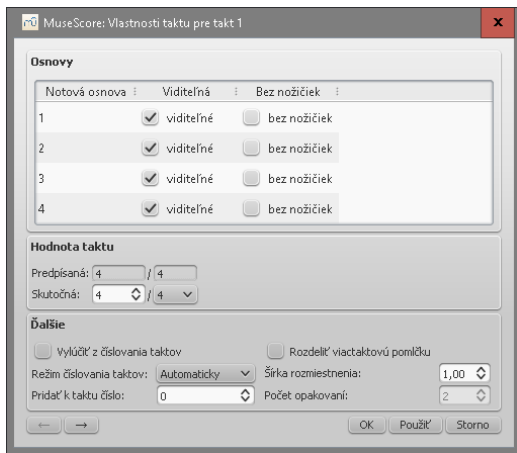 MuseScore: Vlastnosti taktu pre takt 1
Osnovy
Notová osnova Viditeľná Bez nožičiek
1 viditeľné bez nožičiek
2 viditeľné bez nožičiek
3 viditeľné bez nožičiek
4 viditeľné bez nožičiek
Hodnota taktu
Predpísaná: 4 / 4
Skutočná: 4 / 4
Ďalšie
Vylúčiť z číslovania taktov Rozdeliť viactaktovú pomlčku
Režim číslovania taktov: Automaticky Šírka rozmiestnenia: 1,00
Pridať k taktu číslo: 0 Počet opakovaní: 2
← → OK Použiť Storno